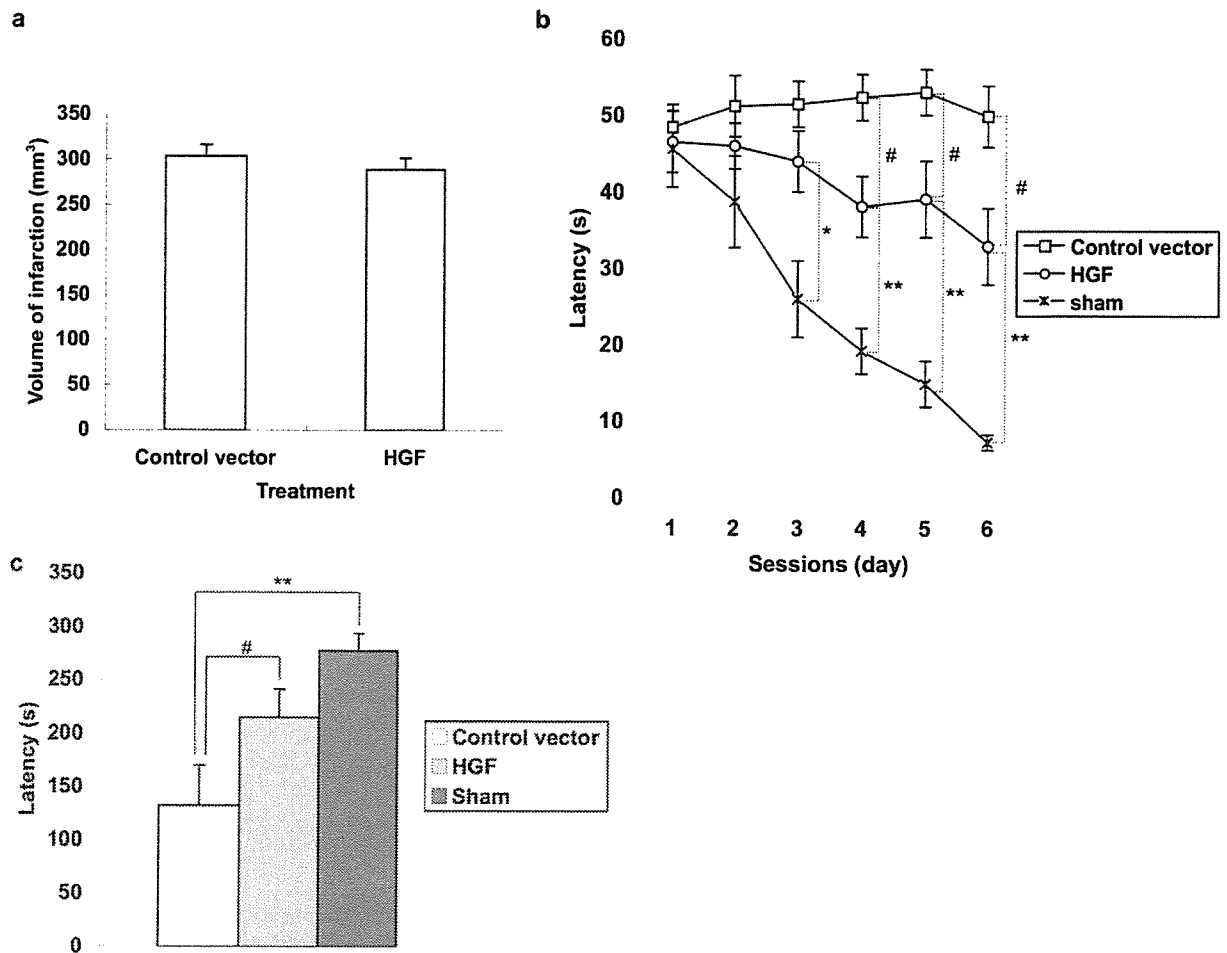 a
350
300
250
200
150
100
50
0
Volume of infarction (mm³)
Control vector
HGF
Treatment
b
60
50
40
30
20
10
0
Latency (s)
#
#
#
*
**
**
**
1 2 3 4 5 6
Sessions (day)
Control vector
HGF
sham
c
350
300
250
200
150
100
50
0
Latency (s)
**
#
Control vector
HGF
Sham